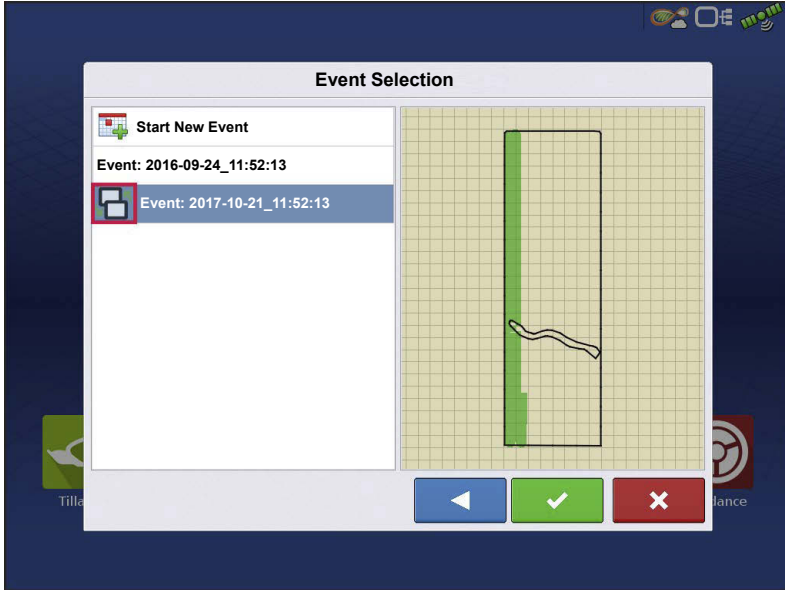 Event Selection
Start New Event
Event: 2016-09-24_11:52:13
Event: 2017-10-21_11:52:13
Tilla
dance